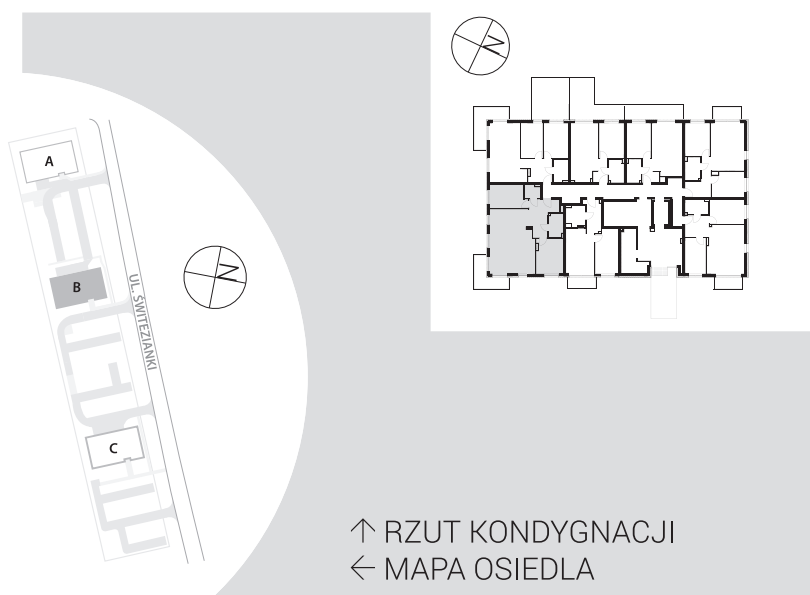 N
A
N
B
UL. ŚWITEZIANKI
C
↑ RZUT KONDYGNACJI
← MAPA OSIEDLA